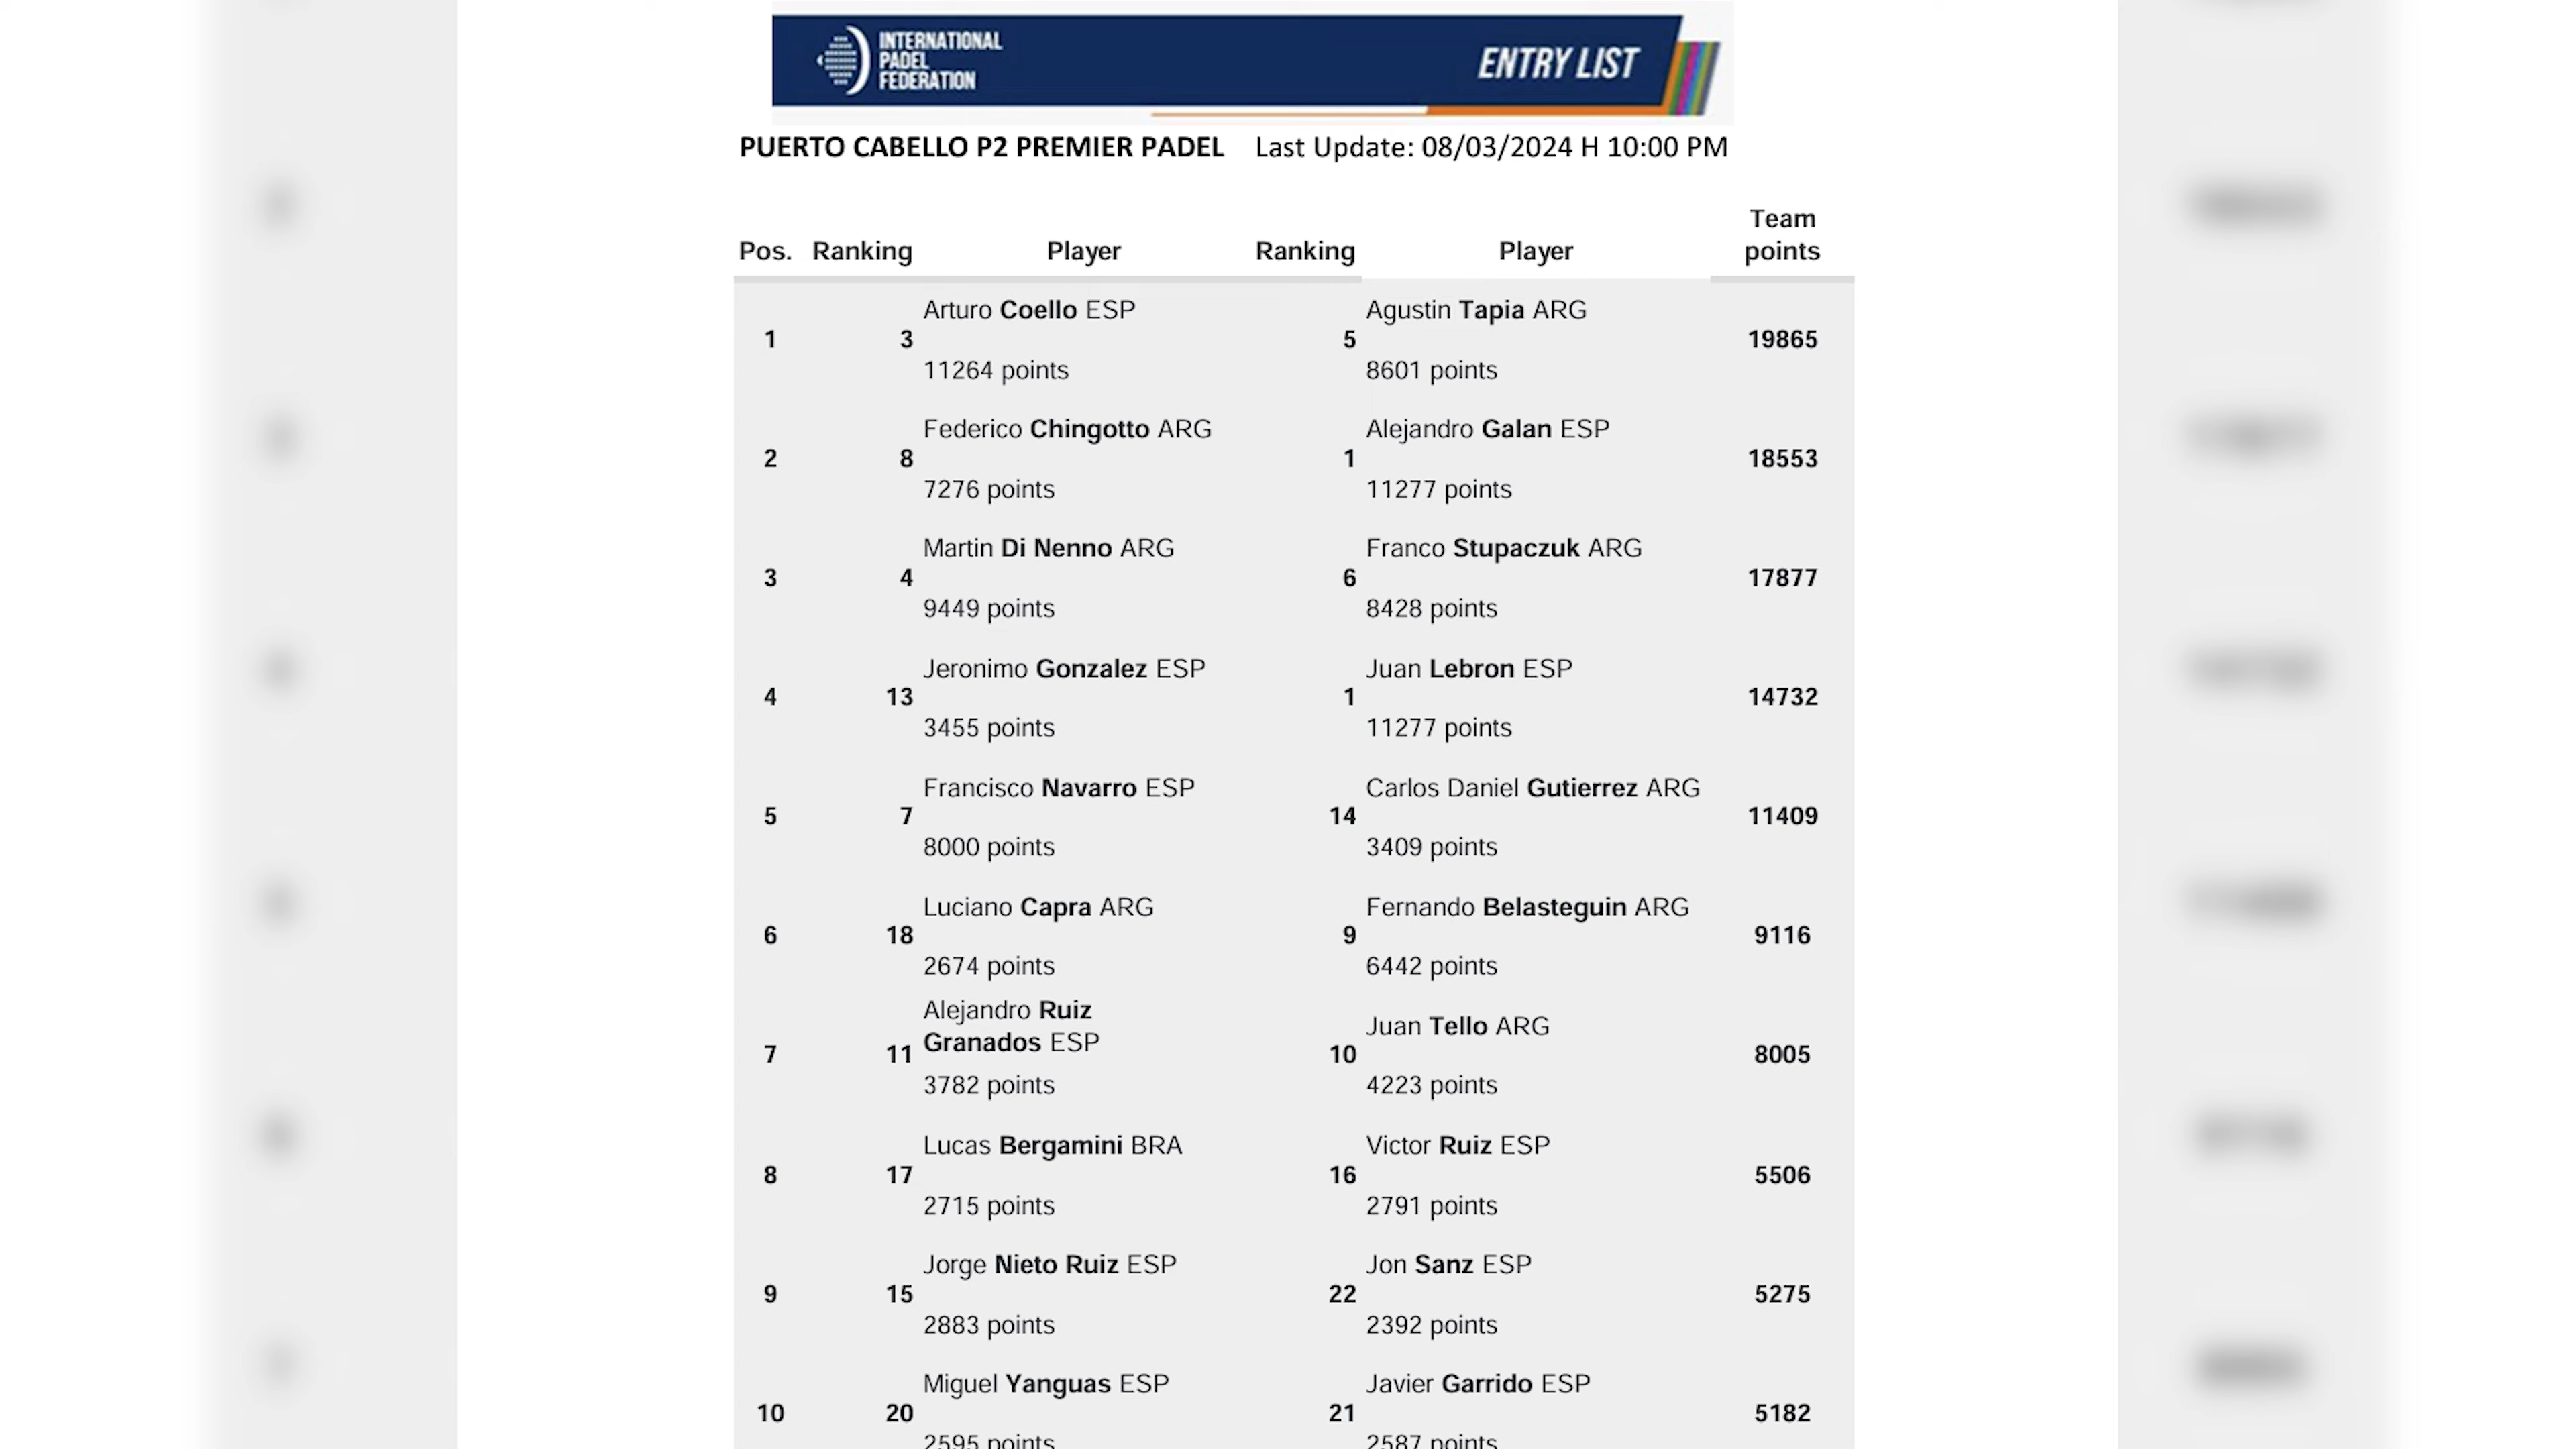 INTERNATIONAL
PADEL
FEDERATION
ENTRY LIST
PUERTO CABELLO P2 PREMIER PADEL Last Update: 08/03/2024 H 10:00 PM
Pos. Ranking Player Ranking Player Team points
1 3 Arturo Coello ESP 5 Agustin Tapia ARG 19865
11264 points 8601 points
2 8 Federico Chingotto ARG 1 Alejandro Galan ESP 18553
7276 points 11277 points
3 4 Martin Di Nenno ARG 6 Franco Stupaczuk ARG 17877
9449 points 8428 points
4 13 Jeronimo Gonzalez ESP 1 Juan Lebron ESP 14732
3455 points 11277 points
5 7 Francisco Navarro ESP 14 Carlos Daniel Gutierrez ARG 11409
8000 points 3409 points
6 18 Luciano Capra ARG 9 Fernando Belasteguin ARG 9116
2674 points 6442 points
7 11 Alejandro Ruiz Granados ESP 10 Juan Tello ARG 8005
3782 points 4223 points
8 17 Lucas Bergamini BRA 16 Victor Ruiz ESP 5506
2715 points 2791 points
9 15 Jorge Nieto Ruiz ESP 22 Jon Sanz ESP 5275
2883 points 2392 points
10 20 Miguel Yanguas ESP 21 Javier Garrido ESP 5182
2595 points 2587 points